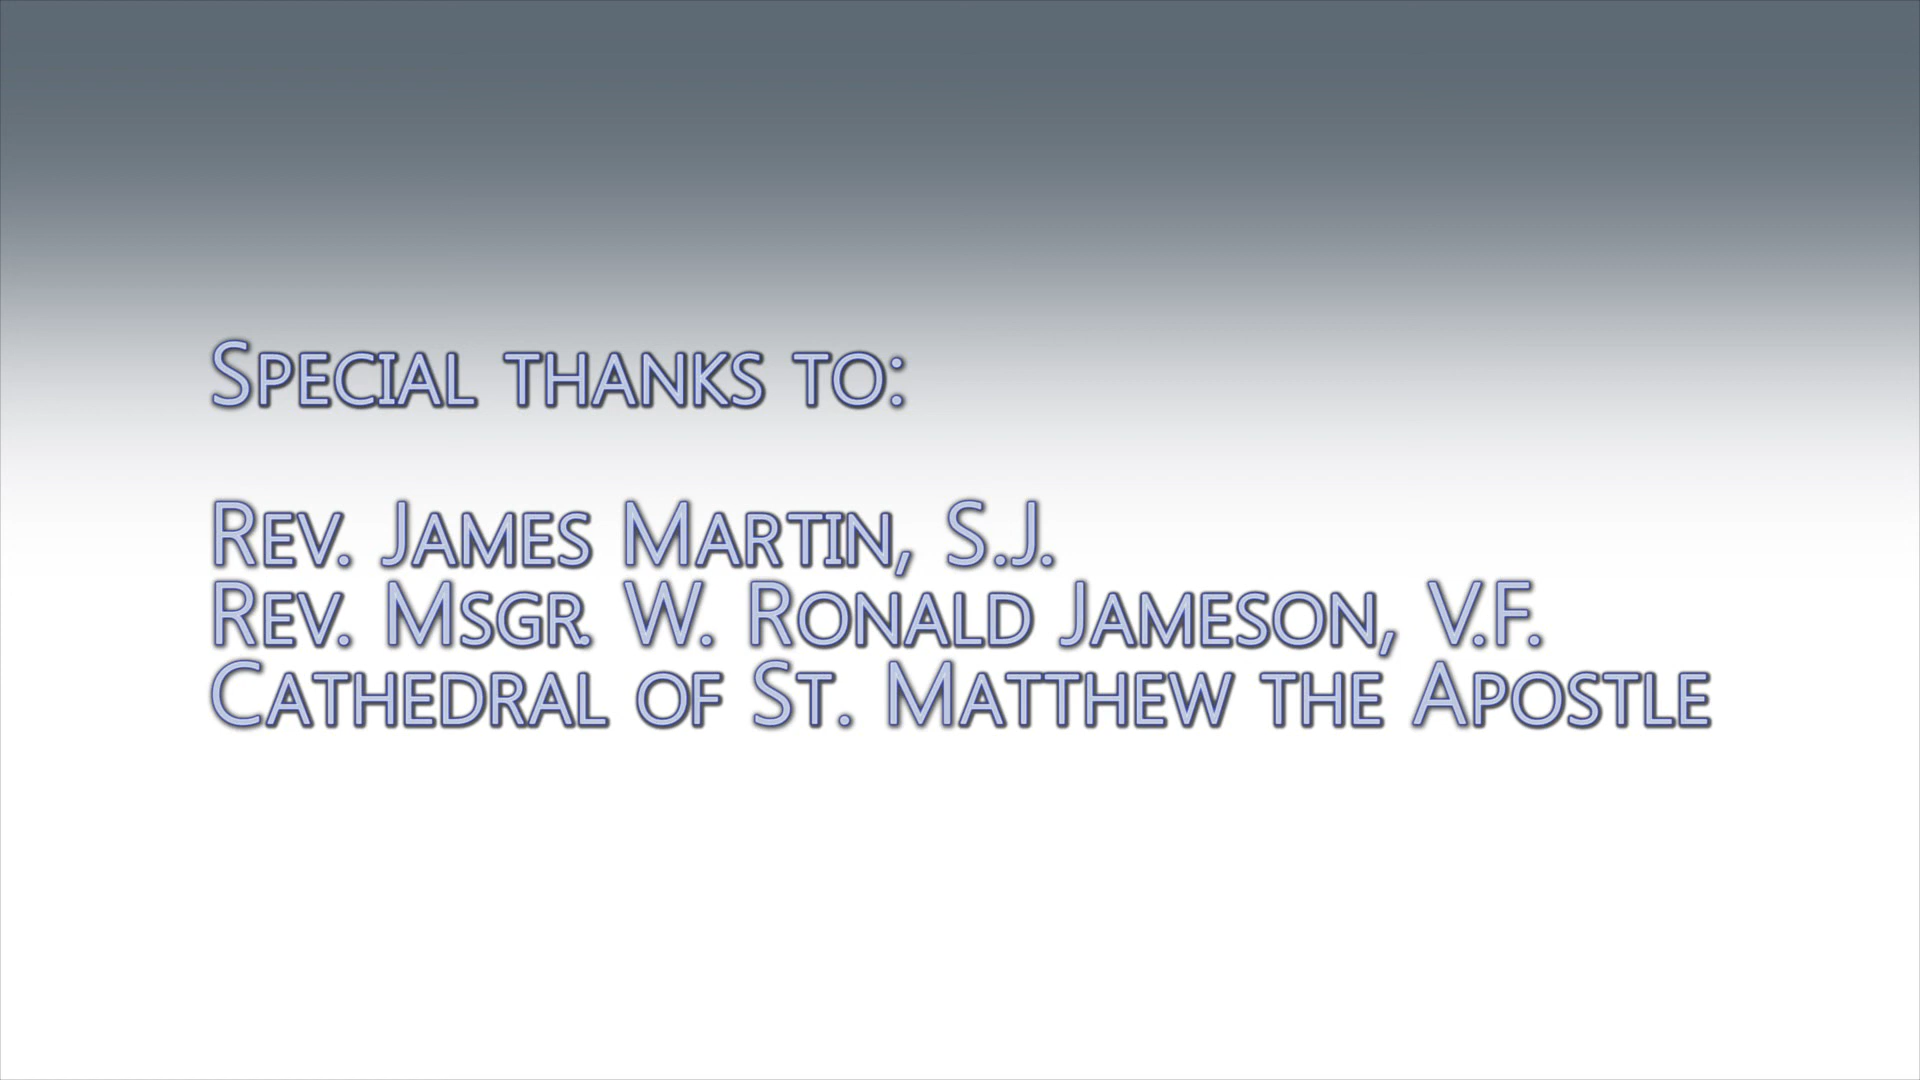 Special thanks to:
Rev. James Martin, S.J.
Rev. Msgr. W. Ronald Jameson, V.F.
Cathedral of St. Matthew the Apostle